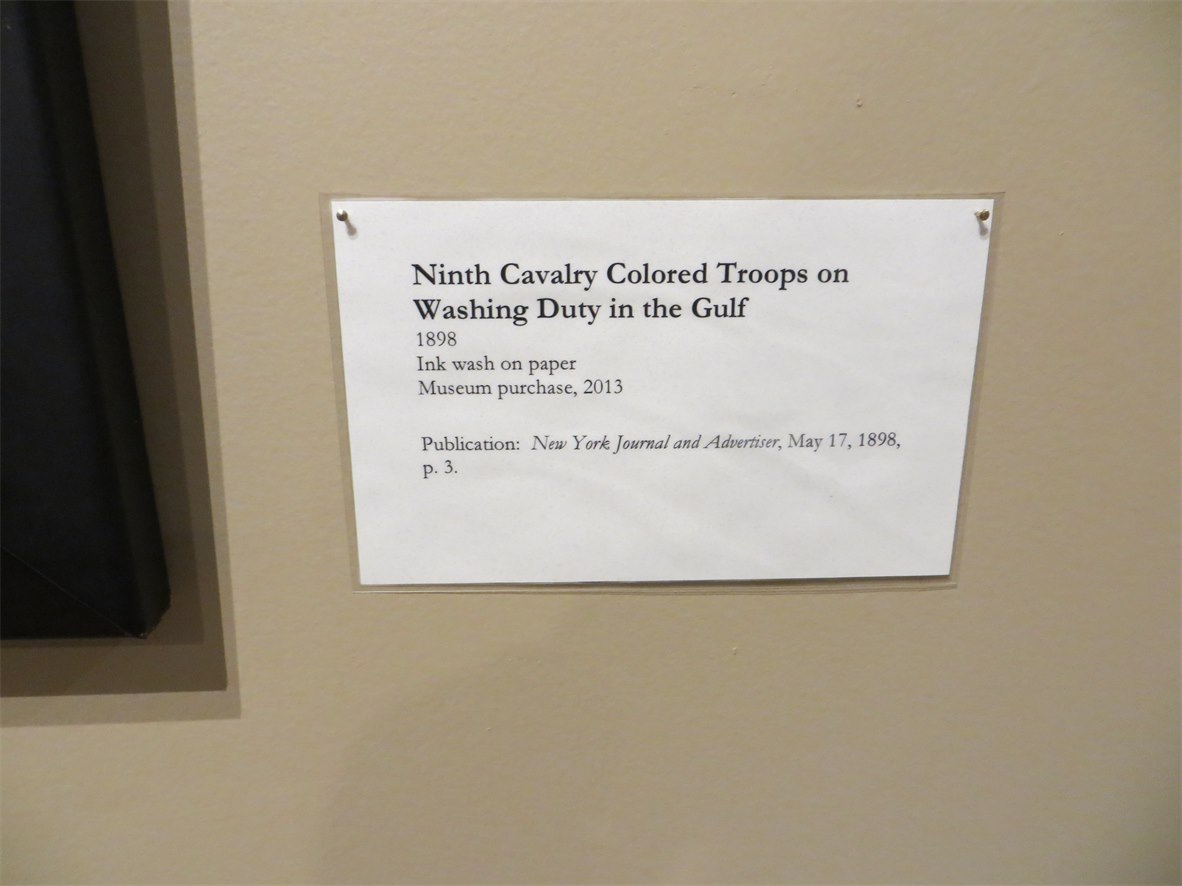 Ninth Cavalry Colored Troops on
Washing Duty in the Gulf
1898
Ink wash on paper
Museum purchase, 2013
Publication: New York Journal and Advertiser, May 17, 1898,
p. 3.